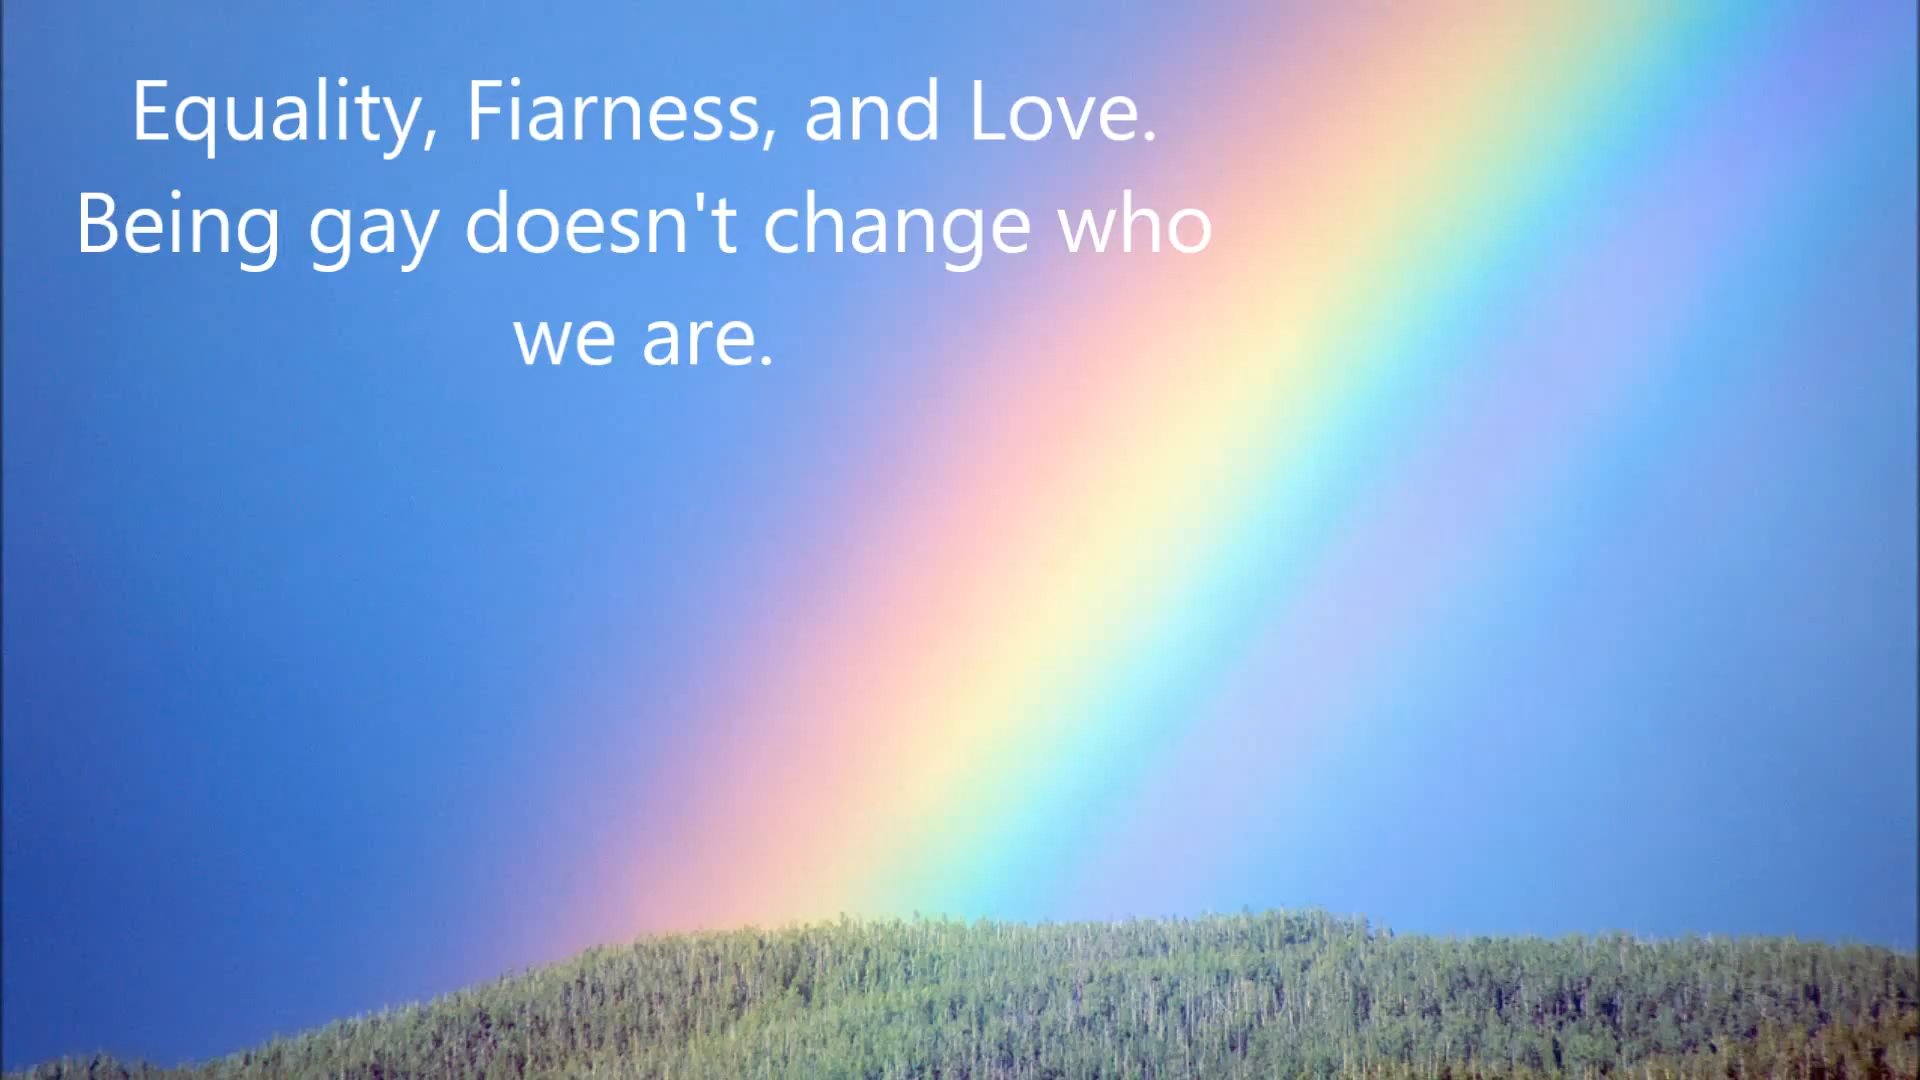 Equality, Fiarness, and Love.
Being gay doesn't change who
we are.